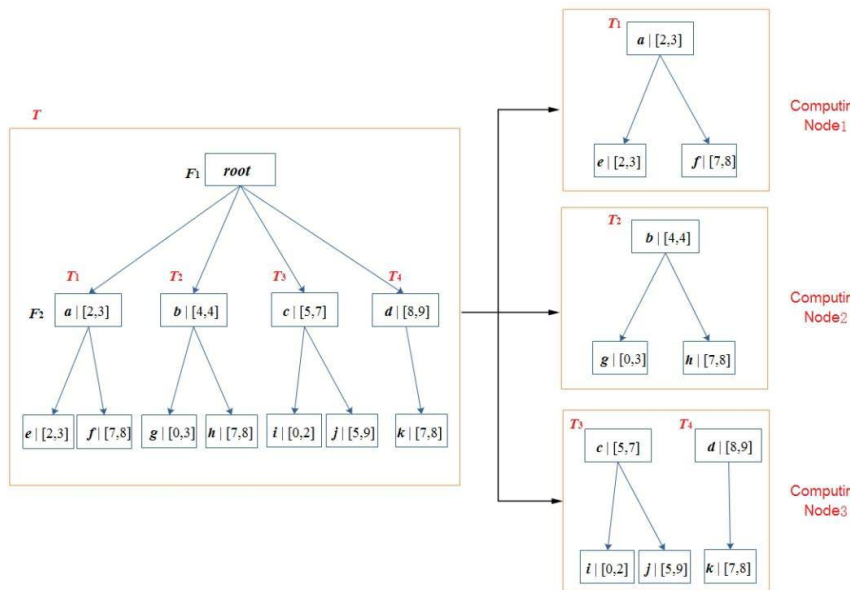 T
F₁ root
T₁ T₂ T₃ T₄
F₂ a | [2,3] b | [4,4] c | [5,7] d | [8,9]
e | [2,3] f | [7,8] g | [0,3] h | [7,8] i | [0,2] j | [5,9] k | [7,8]
T₁
a | [2,3]
e | [2,3] f | [7,8]
Computin
Node1
T₂
b | [4,4]
g | [0,3] h | [7,8]
Computin
Node2
T₃ T₄
c | [5,7] d | [8,9]
i | [0,2] j | [5,9] k | [7,8]
Computin
Node3